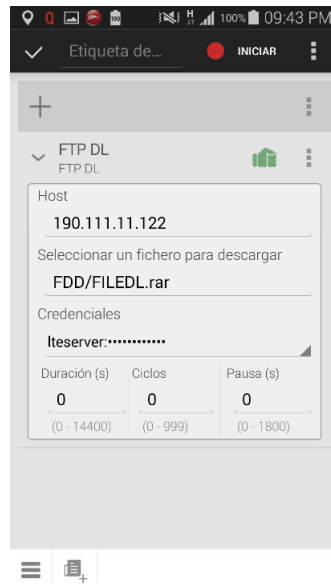 100% 09:43 PM
Etiqueta de... INICIAR
FTP DL
FTP DL
Host
190.111.11.122
Seleccionar un fichero para descargar
FDD/FILEDL.rar
Credenciales
lteserver:••••••••••••
Duración (s) Ciclos Pausa (s)
0 0 0
(0 - 14400) (0 - 999) (0 - 1800)